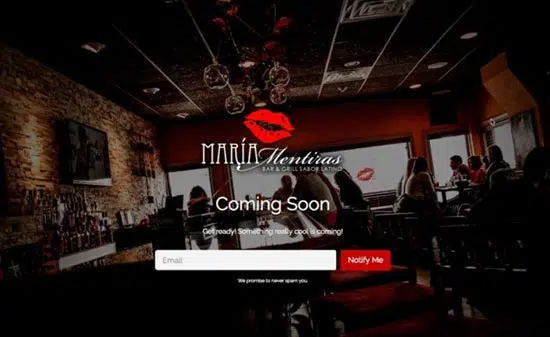 MARÍA Mentiras
BAR & GRILL SABOR LATINO
Coming Soon
Get ready! Something really cool is coming!
Email
Notify Me
We promise to never spam you